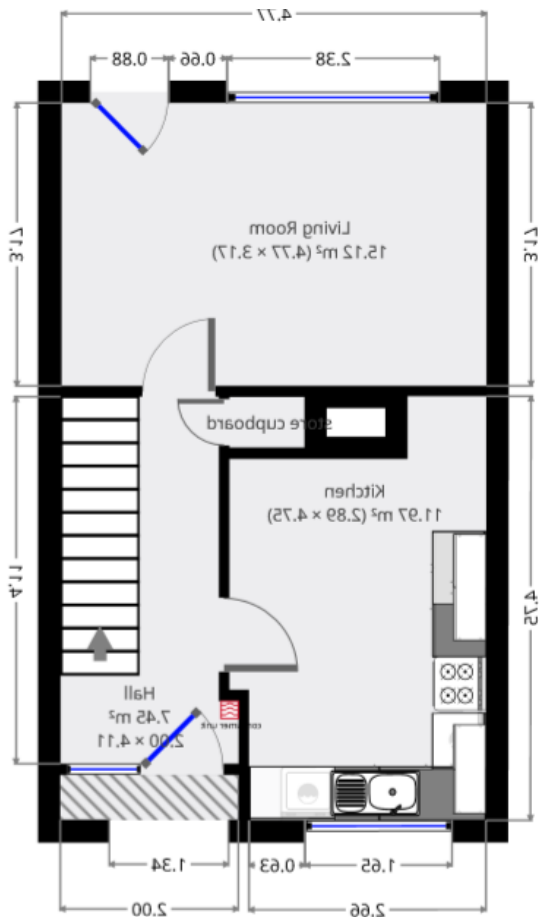 4.77
0.88
0.66
2.38
3.17
3.17
Living Room
15.12 m² (4.77 × 3.17)
store cupboard
Kitchen
11.97 m² (2.89 × 4.75)
4.11
4.75
Hall
7.45 m²
2.00 × 4.11
consumer unit
1.34
0.63
1.65
2.00
2.66